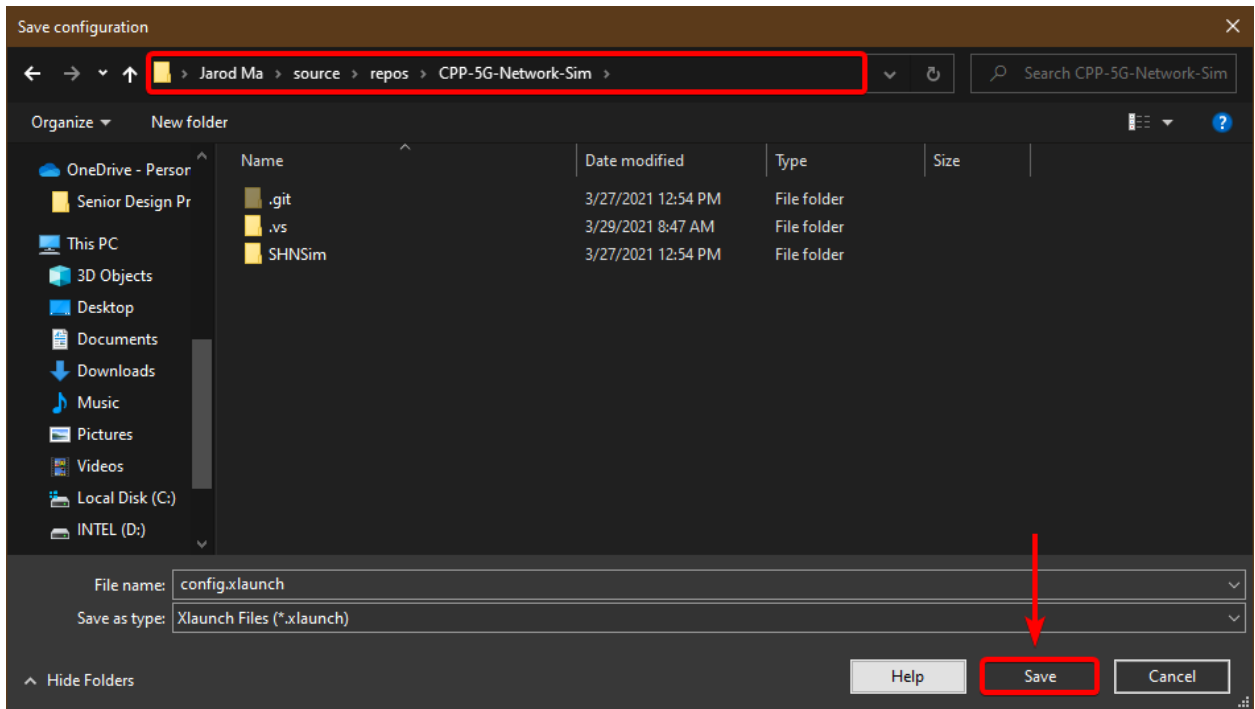 Save configuration
Jarod Ma > source > repos > CPP-5G-Network-Sim >
Search CPP-5G-Network-Sim
Organize
New folder
?
Name
Date modified
Type
Size
OneDrive - Person
Senior Design Pr
This PC
3D Objects
Desktop
Documents
Downloads
Music
Pictures
Videos
Local Disk (C:)
INTEL (D:)
.git
3/27/2021 12:54 PM
File folder
.vs
3/29/2021 8:47 AM
File folder
SHNSim
3/27/2021 12:54 PM
File folder
File name:
config.xlaunch
Save as type:
Xlaunch Files (*.xlaunch)
Hide Folders
Help
Save
Cancel